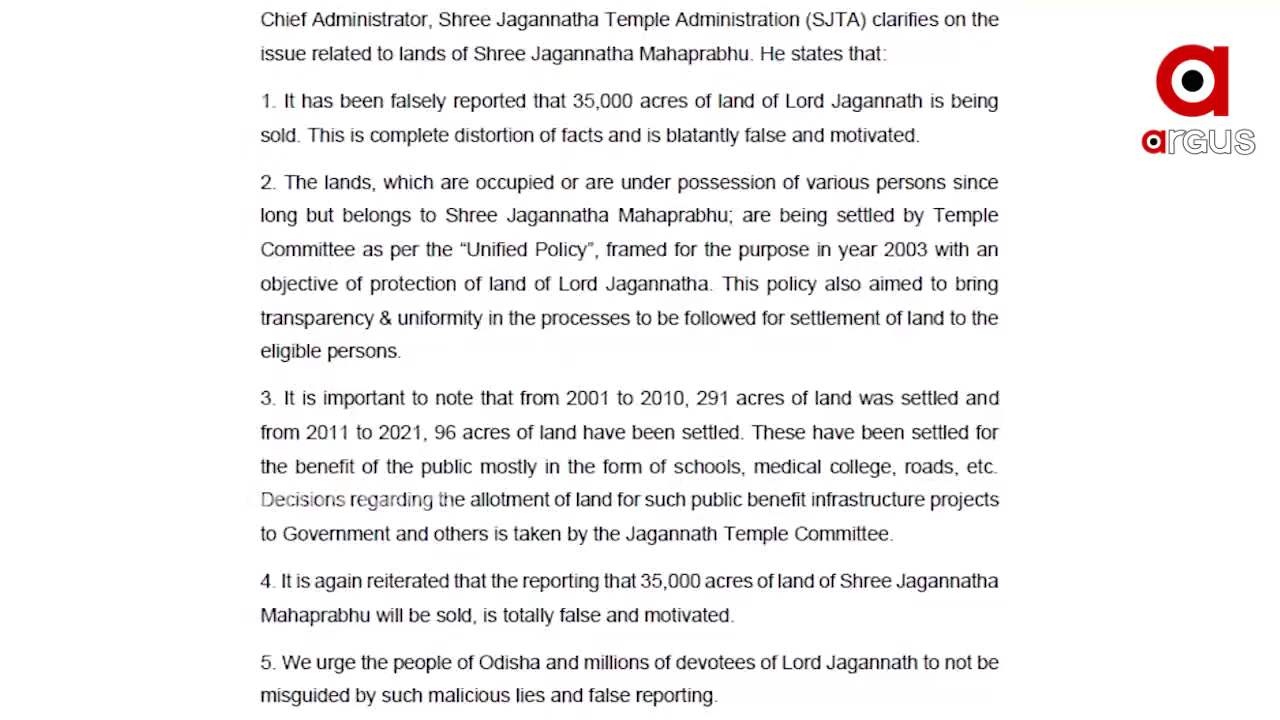 Chief Administrator, Shree Jagannatha Temple Administration (SJTA) clarifies on the
issue related to lands of Shree Jagannatha Mahaprabhu. He states that:
1. It has been falsely reported that 35,000 acres of land of Lord Jagannath is being
sold. This is complete distortion of facts and is blatantly false and motivated.
2. The lands, which are occupied or are under possession of various persons since
long but belongs to Shree Jagannatha Mahaprabhu; are being settled by Temple
Committee as per the “Unified Policy”, framed for the purpose in year 2003 with an
objective of protection of land of Lord Jagannatha. This policy also aimed to bring
transparency & uniformity in the processes to be followed for settlement of land to the
eligible persons.
3. It is important to note that from 2001 to 2010, 291 acres of land was settled and
from 2011 to 2021, 96 acres of land have been settled. These have been settled for
the benefit of the public mostly in the form of schools, medical college, roads, etc.
Decisions regarding the allotment of land for such public benefit infrastructure projects
to Government and others is taken by the Jagannath Temple Committee.
4. It is again reiterated that the reporting that 35,000 acres of land of Shree Jagannatha
Mahaprabhu will be sold, is totally false and motivated.
5. We urge the people of Odisha and millions of devotees of Lord Jagannath to not be
misguided by such malicious lies and false reporting.
a
argus